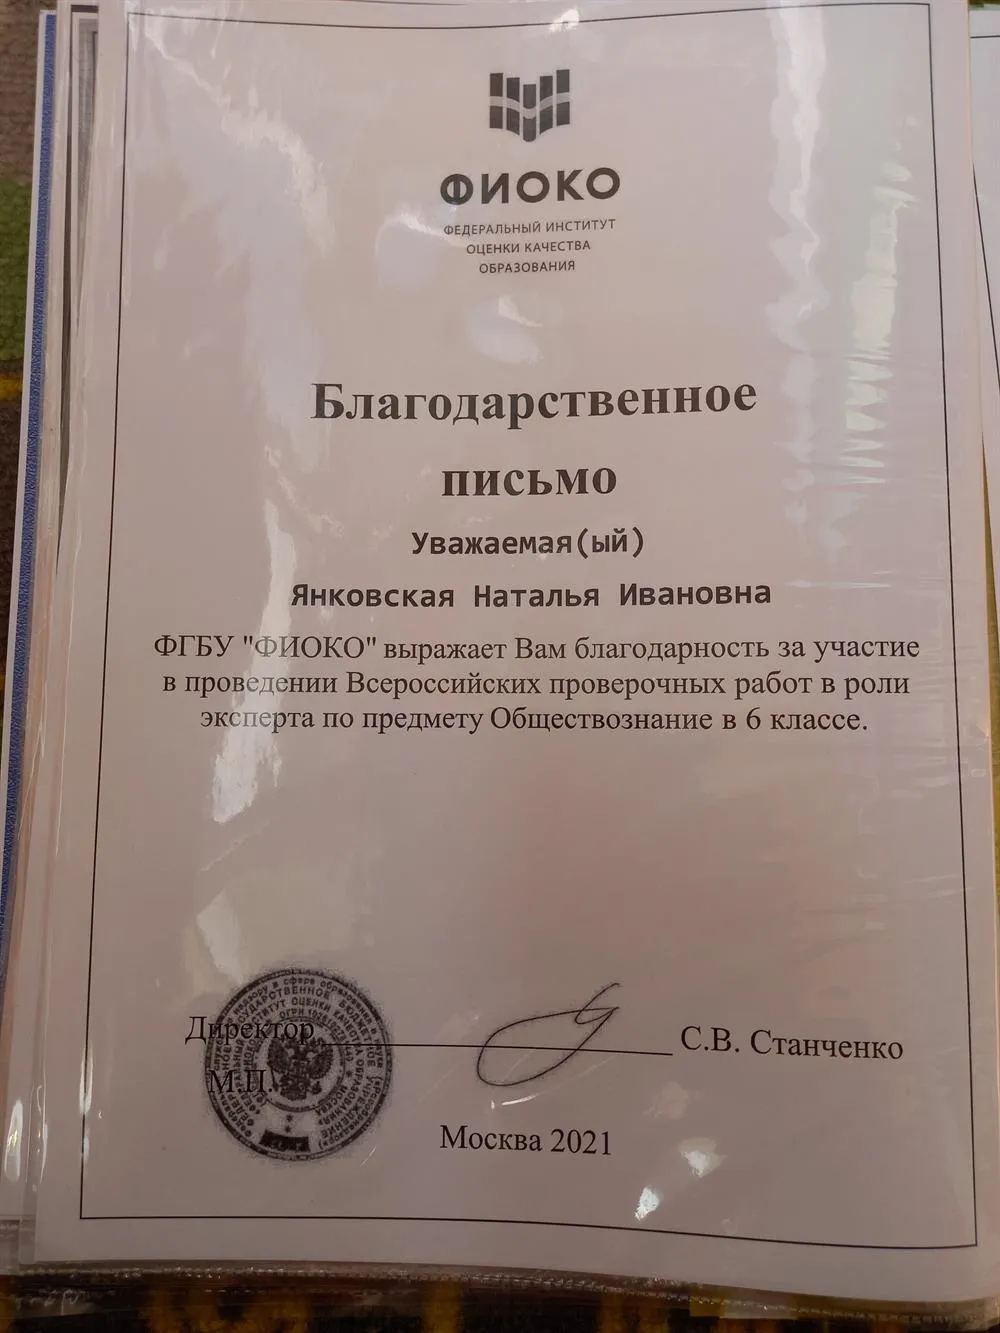 ФИОКО
ФЕДЕРАЛЬНЫЙ ИНСТИТУТ
ОЦЕНКИ КАЧЕСТВА
ОБРАЗОВАНИЯ
Благодарственное
письмо
Уважаемая(ый)
Янковская Наталья Ивановна
ФГБУ "ФИОКО" выражает Вам благодарность за участие
в проведении Всероссийских проверочных работ в роли
эксперта по предмету Обществознание в 6 классе.
Директор
С.В. Станченко
М.П.
Москва 2021